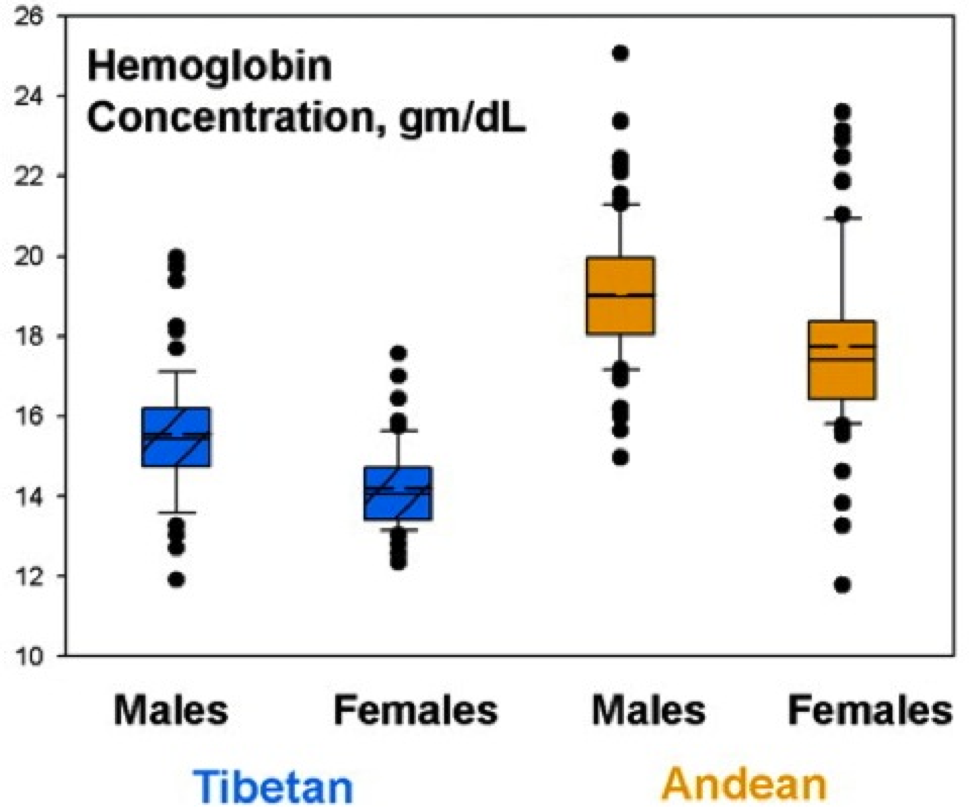 Hemoglobin
Concentration, gm/dL
26
24
22
20
18
16
14
12
10
Males Females Males Females
Tibetan Andean